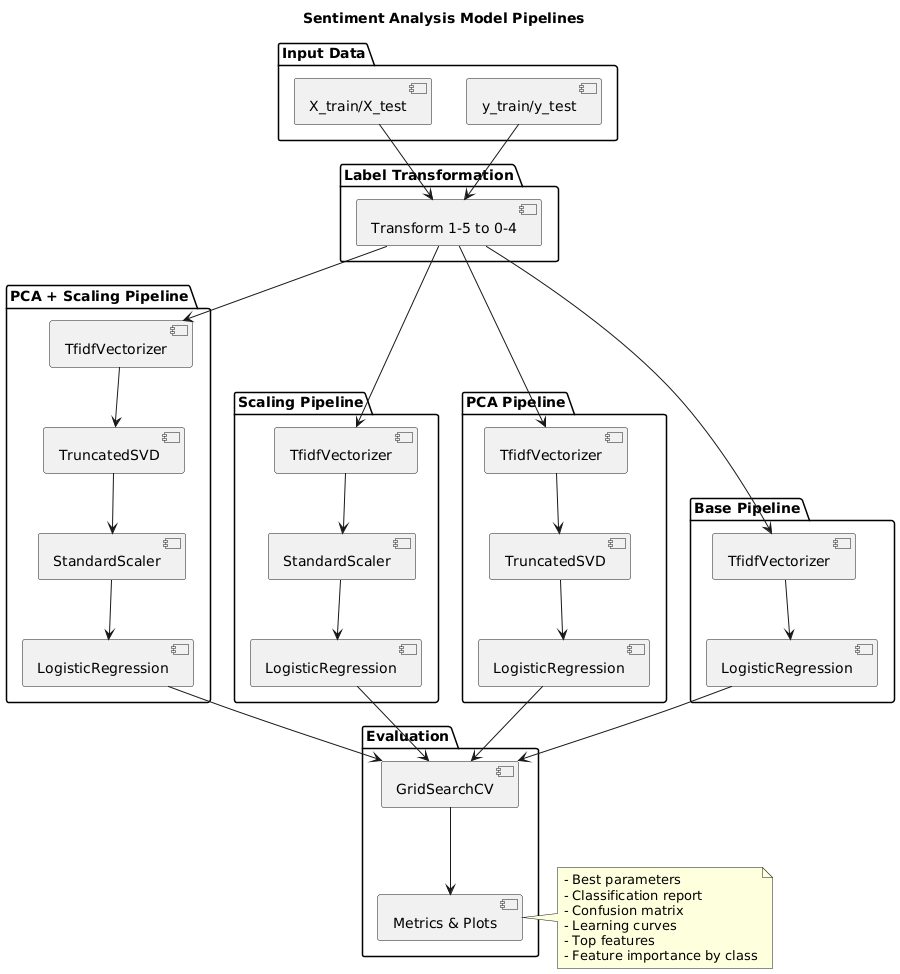 Sentiment Analysis Model Pipelines
Input Data
X_train/X_test
y_train/y_test
Label Transformation
Transform 1-5 to 0-4
PCA + Scaling Pipeline
TfidfVectorizer
TruncatedSVD
StandardScaler
LogisticRegression
Scaling Pipeline
TfidfVectorizer
StandardScaler
LogisticRegression
PCA Pipeline
TfidfVectorizer
TruncatedSVD
LogisticRegression
Base Pipeline
TfidfVectorizer
LogisticRegression
Evaluation
GridSearchCV
Metrics & Plots
- Best parameters
- Classification report
- Confusion matrix
- Learning curves
- Top features
- Feature importance by class